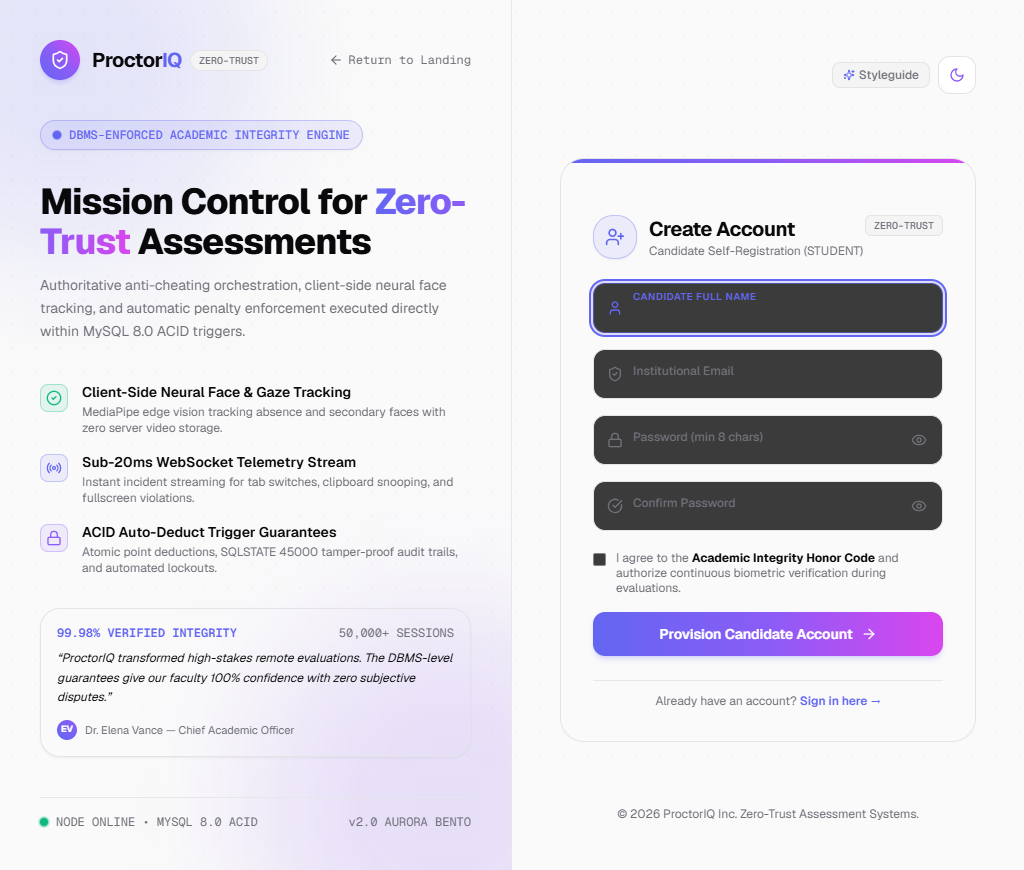 ProctorIQ
ZERO-TRUST
← Return to Landing
DBMS-ENFORCED ACADEMIC INTEGRITY ENGINE
Mission Control for Zero-
Trust Assessments
Authoritative anti-cheating orchestration, client-side neural face
tracking, and automatic penalty enforcement executed directly
within MySQL 8.0 ACID triggers.
Client-Side Neural Face & Gaze Tracking
MediaPipe edge vision tracking absence and secondary faces with
zero server video storage.
Sub-20ms WebSocket Telemetry Stream
Instant incident streaming for tab switches, clipboard snooping, and
fullscreen violations.
ACID Auto-Deduct Trigger Guarantees
Atomic point deductions, SQLSTATE 45000 tamper-proof audit trails,
and automated lockouts.
99.98% VERIFIED INTEGRITY
50,000+ SESSIONS
“ProctorIQ transformed high-stakes remote evaluations. The DBMS-level
guarantees give our faculty 100% confidence with zero subjective
disputes.”
EV
Dr. Elena Vance — Chief Academic Officer
NODE ONLINE • MYSQL 8.0 ACID
v2.0 AURORA BENTO
Styleguide
Create Account
ZERO-TRUST
Candidate Self-Registration (STUDENT)
CANDIDATE FULL NAME
Institutional Email
Password (min 8 chars)
Confirm Password
I agree to the Academic Integrity Honor Code and
authorize continuous biometric verification during
evaluations.
Provision Candidate Account →
Already have an account? Sign in here →
© 2026 ProctorIQ Inc. Zero-Trust Assessment Systems.